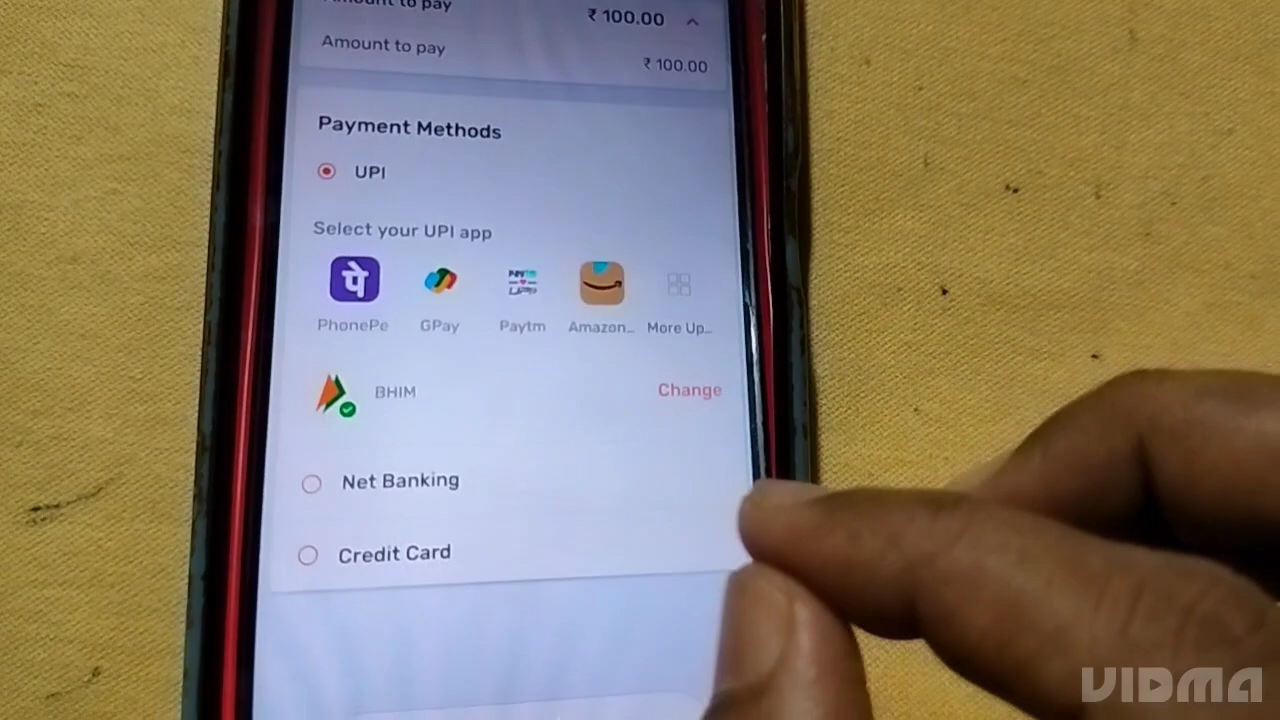 Amount to pay ₹ 100.00
Amount to pay ₹ 100.00
Payment Methods
UPI
Select your UPI app
पे
PhonePe GPay Paytm Amazon... More Up...
BHIM Change
Net Banking
Credit Card
VIDMA